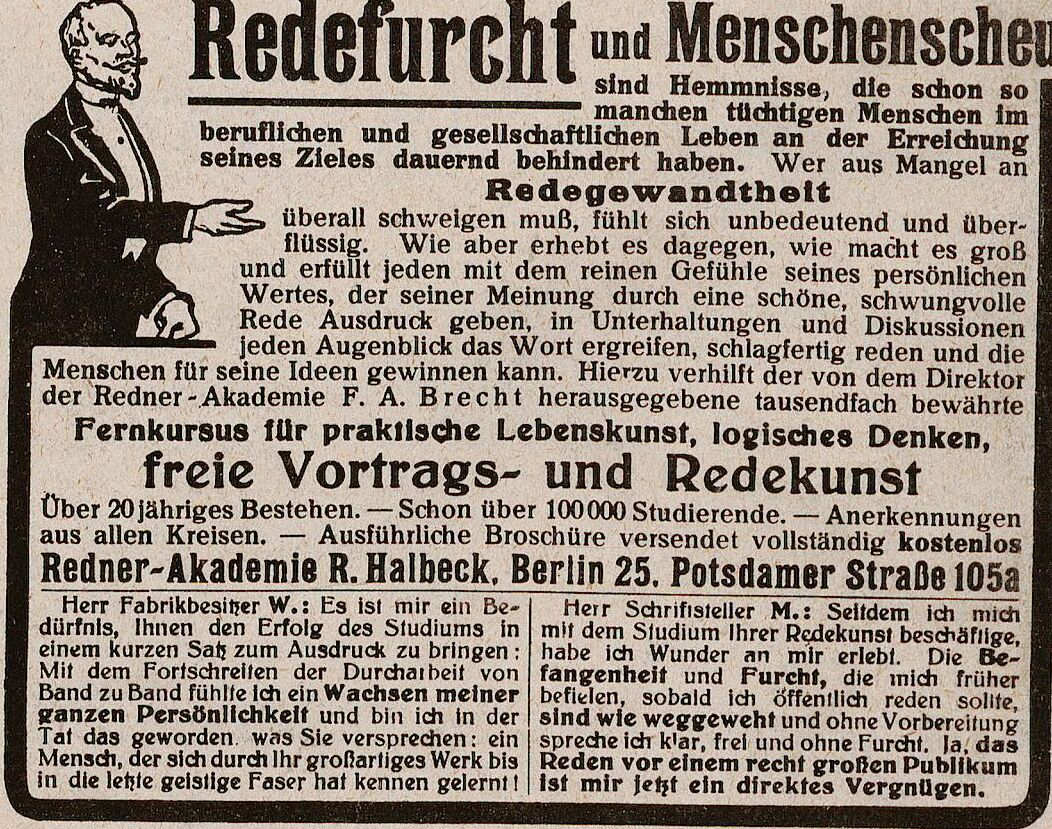 Redefurcht und Menschenscheu
sind Hemmnisse, die schon so
manchen tüchtigen Menschen im
beruflichen und gesellschaftlichen Leben an der Erreichung
seines Zieles dauernd behindert haben. Wer aus Mangel an
Redegewandtheit
überall schweigen muß, fühlt sich unbedeutend und über-
flüssig. Wie aber erhebt es dagegen, wie macht es groß
und erfüllt jeden mit dem reinen Gefühle seines persönlichen
Wertes, der seiner Meinung durch eine schöne, schwungvolle
Rede Ausdruck geben, in Unterhaltungen und Diskussionen
jeden Augenblick das Wort ergreifen, schlagfertig reden und die
Menschen für seine Ideen gewinnen kann. Hierzu verhilft der von dem Direktor
der Redner-Akademie F. A. Brecht herausgegebene tausendfach bewährte
Fernkursus für praktische Lebenskunst, logisches Denken,
freie Vortrags- und Redekunst
Über 20jähriges Bestehen. — Schon über 100000 Studierende. — Anerkennungen
aus allen Kreisen. — Ausführliche Broschüre versendet vollständig kostenlos
Redner-Akademie R. Halbeck, Berlin 25, Potsdamer Straße 105a
Herr Fabrikbesitzer W.: Es ist mir ein Be-
dürfnis, Ihnen den Erfolg des Studiums in
einem kurzen Satz zum Ausdruck zu bringen:
Mit dem Fortschreiten der Durcharbeit von
Band zu Band fühlte ich ein Wachsen meiner
ganzen Persönlichkeit und bin ich in der
Tat das geworden, was Sie versprechen: ein
Mensch, der sich durch Ihr großartiges Werk bis
in die letzte geistige Faser hat kennen gelernt!
Herr Schriftsteller M.: Seitdem ich mich
mit dem Studium Ihrer Redekunst beschäftige,
habe ich Wunder an mir erlebt. Die Be-
fangenheit und Furcht, die mich früher
befielen, sobald ich öffentlich reden sollte,
sind wie weggeweht und ohne Vorbereitung
spreche ich klar, frei und ohne Furcht. Ja, das
Reden vor einem recht großen Publikum
ist mir jetzt ein direktes Vergnügen.